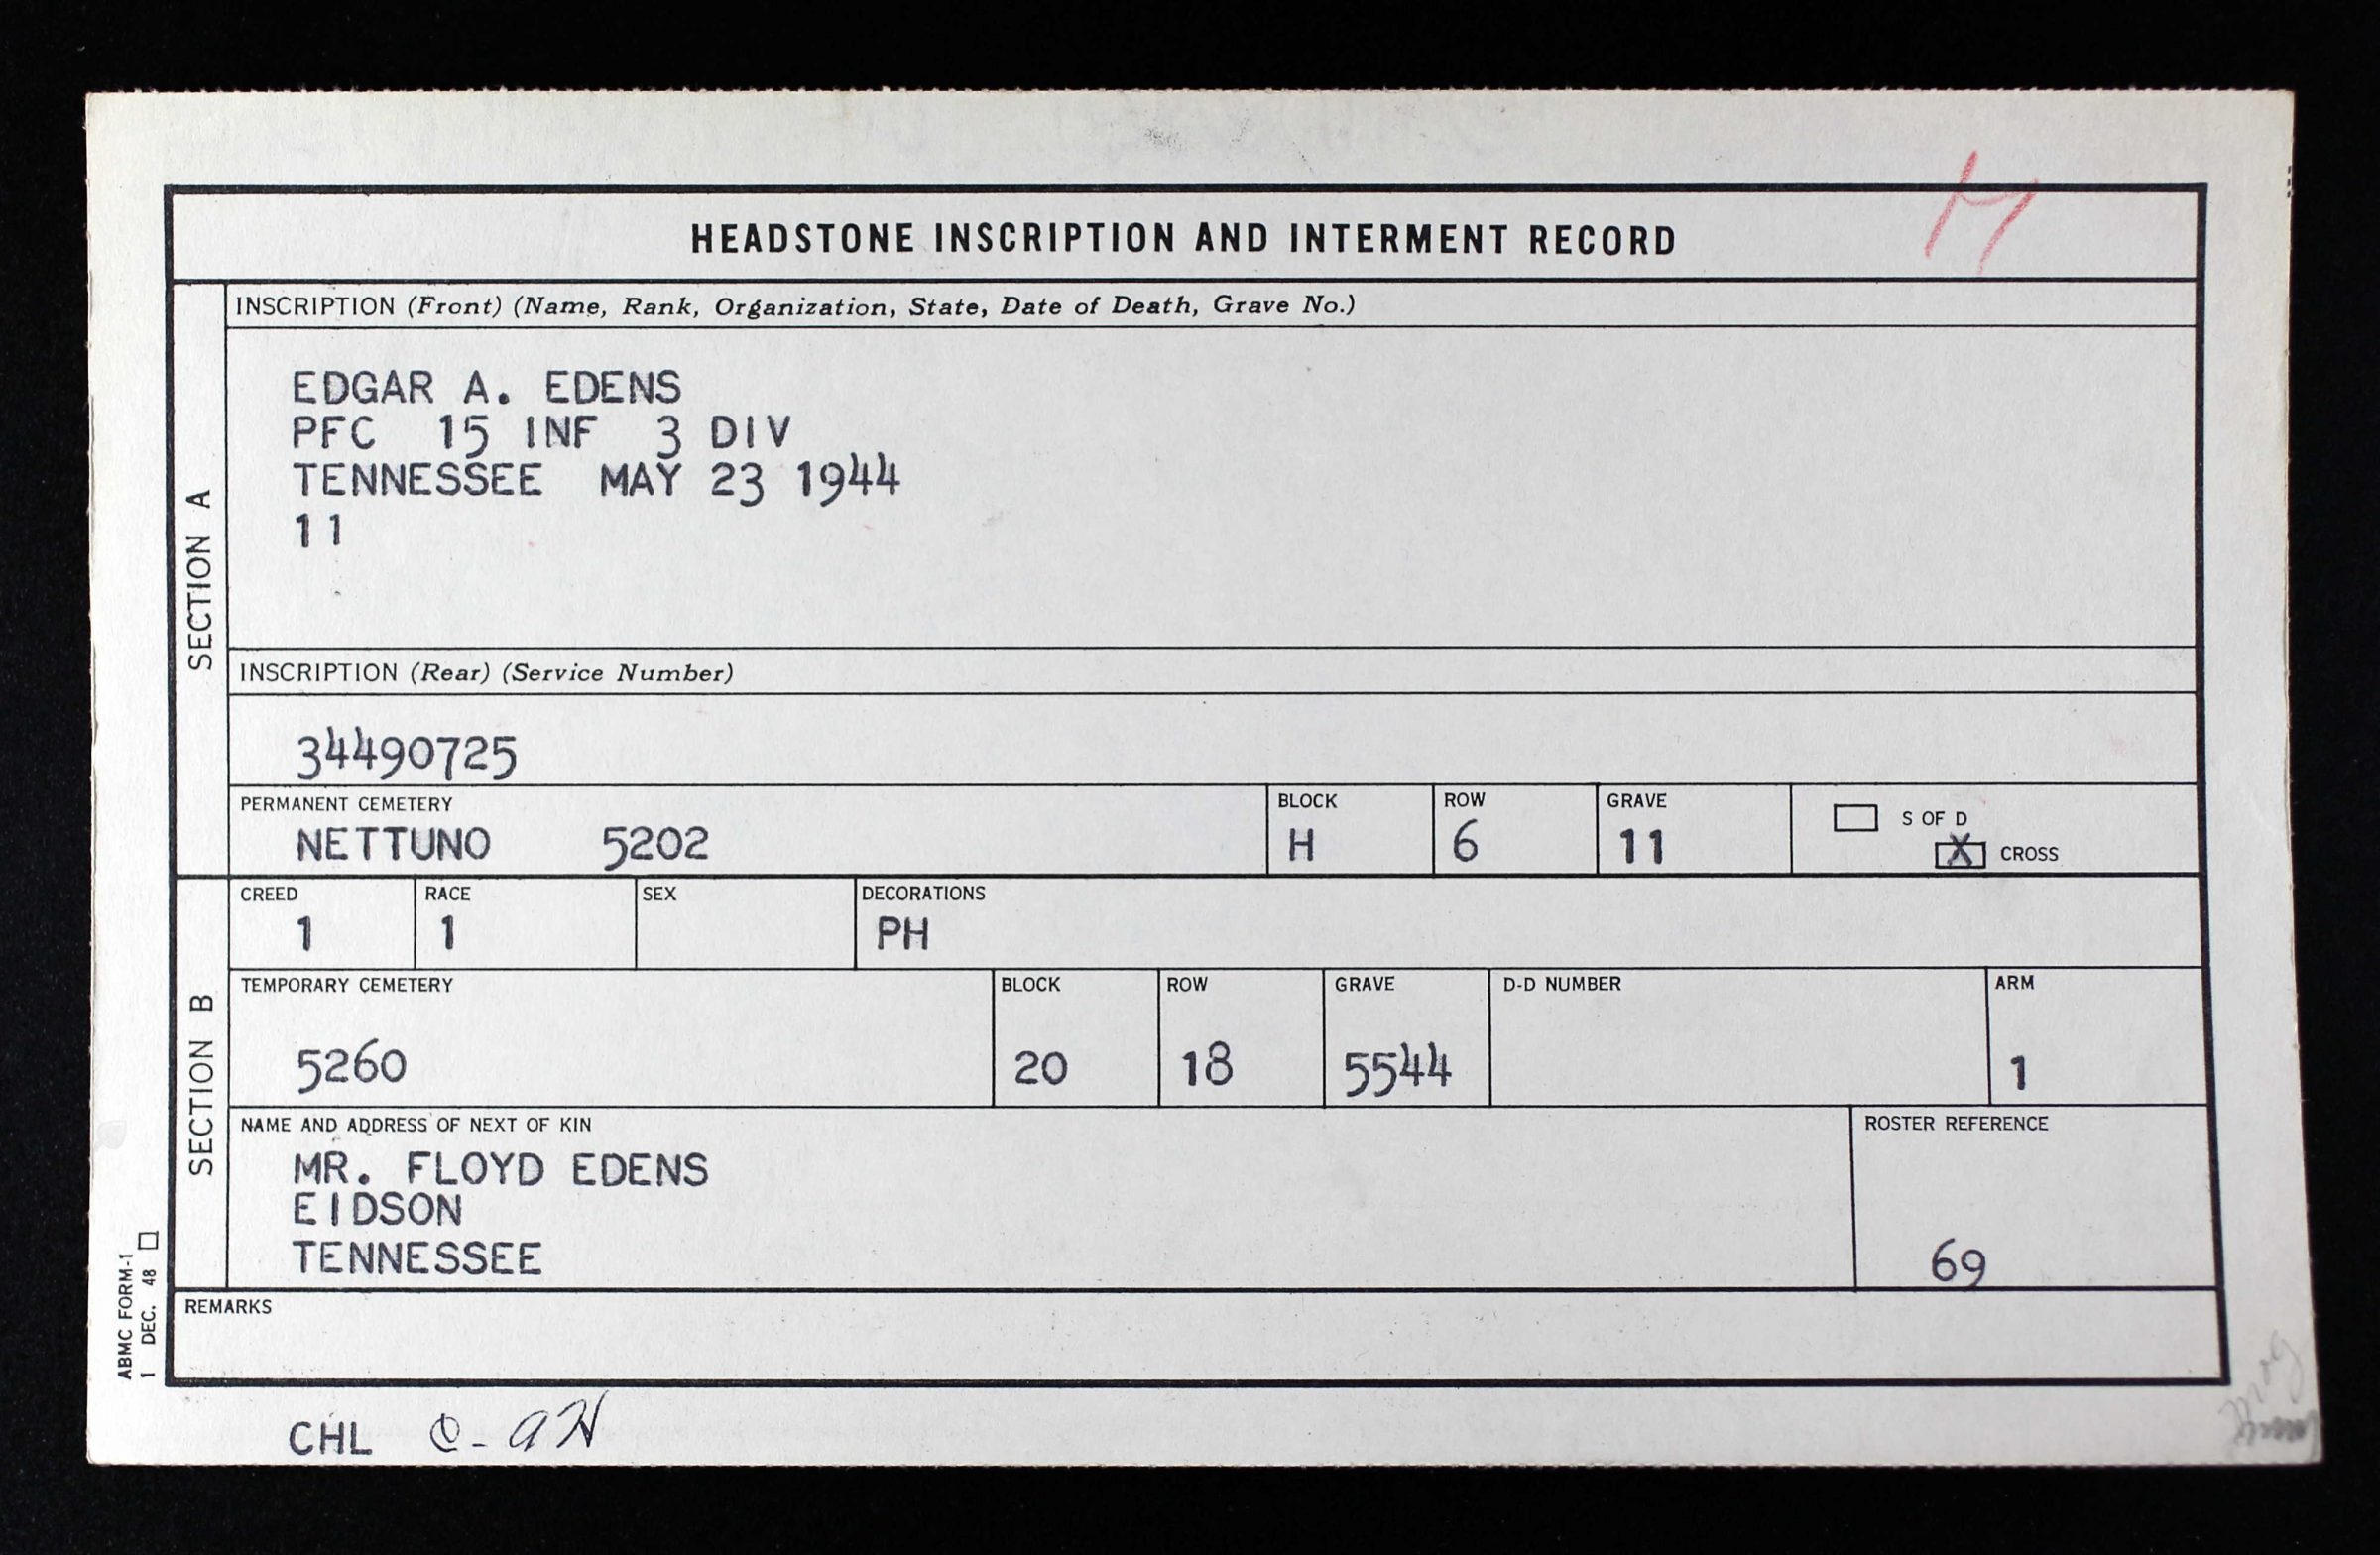 H
HEADSTONE INSCRIPTION AND INTERMENT RECORD
SECTION A
INSCRIPTION (Front) (Name, Rank, Organization, State, Date of Death, Grave No.)
EDGAR A. EDENS
PFC 15 INF 3 DIV
TENNESSEE MAY 23 1944
11
INSCRIPTION (Rear) (Service Number)
34490725
PERMANENT CEMETERY BLOCK ROW GRAVE
NETTUNO 5202 H 6 11
S OF D
X CROSS
SECTION B
CREED RACE SEX DECORATIONS
1 1 PH
TEMPORARY CEMETERY BLOCK ROW GRAVE D-D NUMBER ARM
5260 20 18 5544 1
NAME AND ADDRESS OF NEXT OF KIN ROSTER REFERENCE
MR. FLOYD EDENS
EIDSON
TENNESSEE 69
REMARKS
ABMC FORM-1
1 DEC. 48
CHL